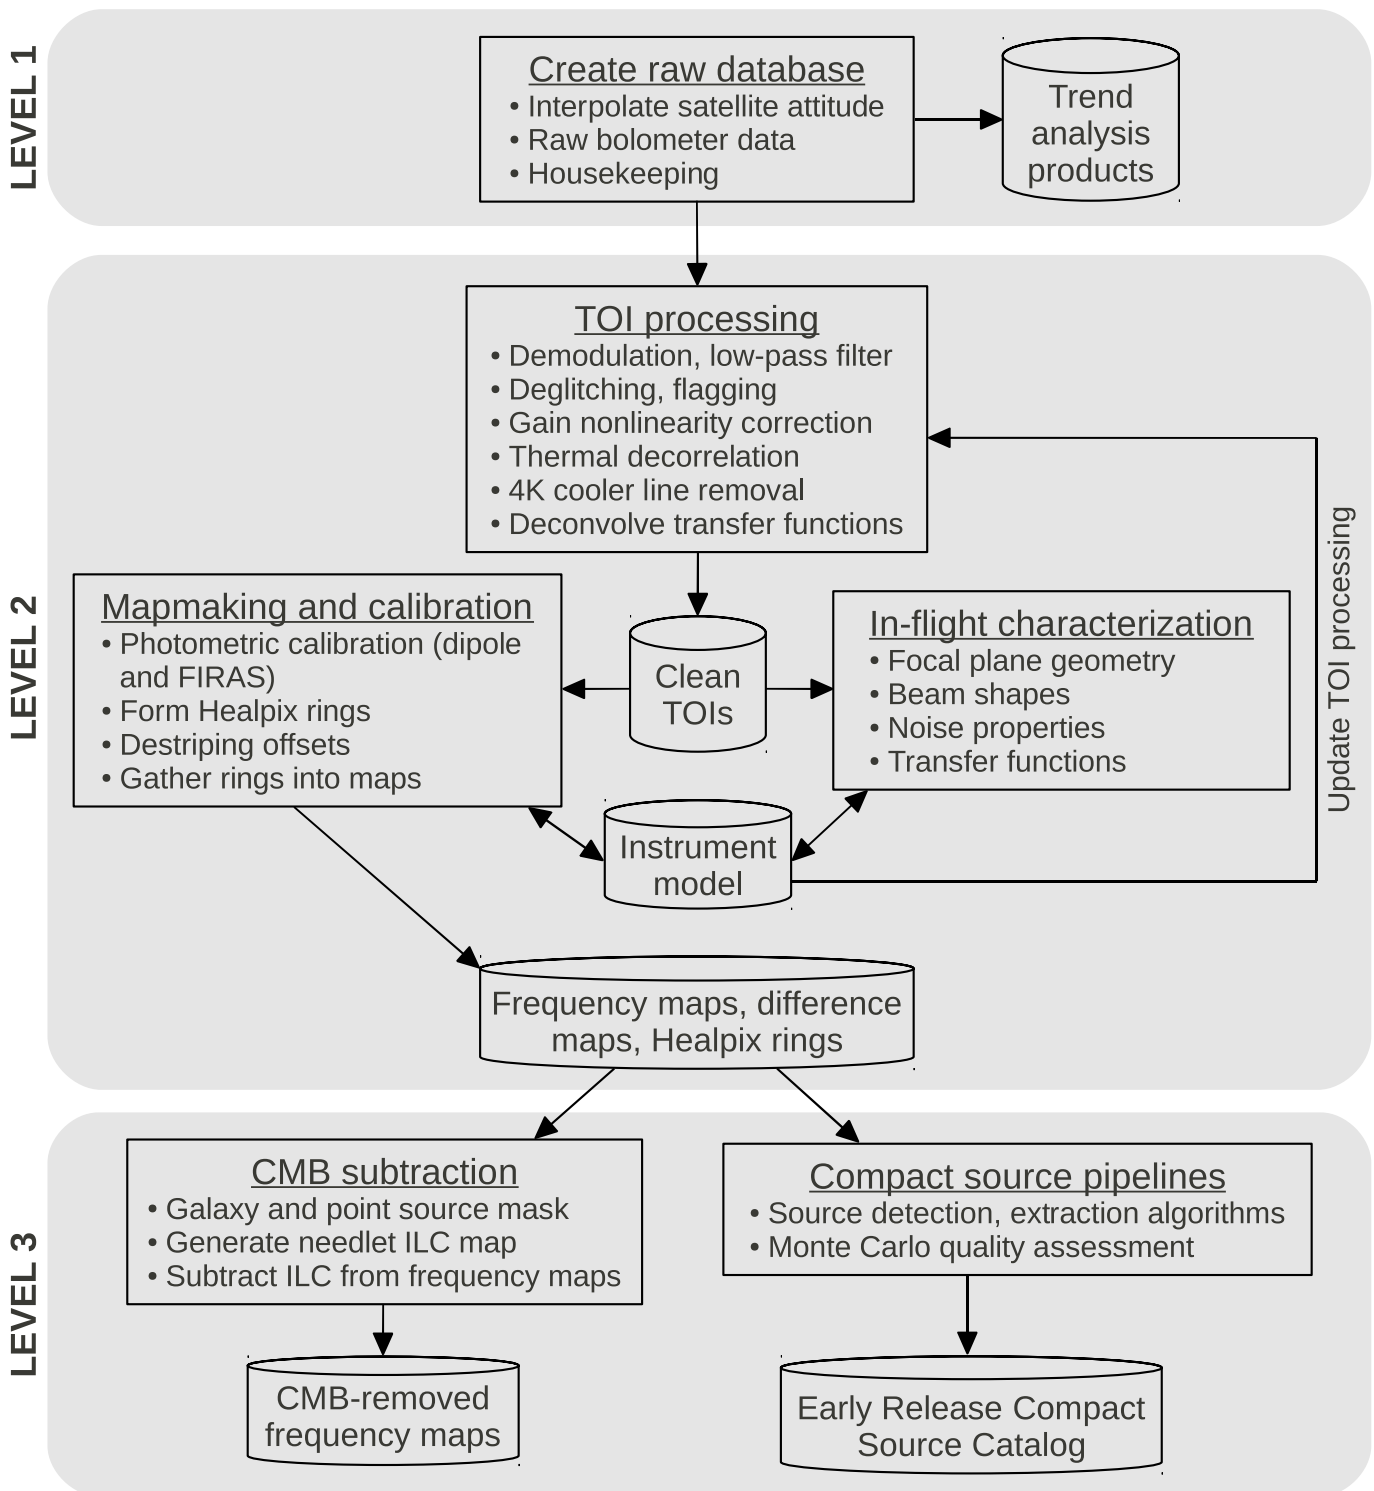 LEVEL 1
Create raw database
• Interpolate satellite attitude
• Raw bolometer data
• Housekeeping
Trend
analysis
products
LEVEL 2
TOI processing
• Demodulation, low-pass filter
• Deglitching, flagging
• Gain nonlinearity correction
• Thermal decorrelation
• 4K cooler line removal
• Deconvolve transfer functions
Mapmaking and calibration
• Photometric calibration (dipole
and FIRAS)
• Form Healpix rings
• Destriping offsets
• Gather rings into maps
Clean
TOIs
In-flight characterization
• Focal plane geometry
• Beam shapes
• Noise properties
• Transfer functions
Update TOI processing
Instrument
model
Frequency maps, difference
maps, Healpix rings
LEVEL 3
CMB subtraction
• Galaxy and point source mask
• Generate needlet ILC map
• Subtract ILC from frequency maps
Compact source pipelines
• Source detection, extraction algorithms
• Monte Carlo quality assessment
CMB-removed
frequency maps
Early Release Compact
Source Catalog